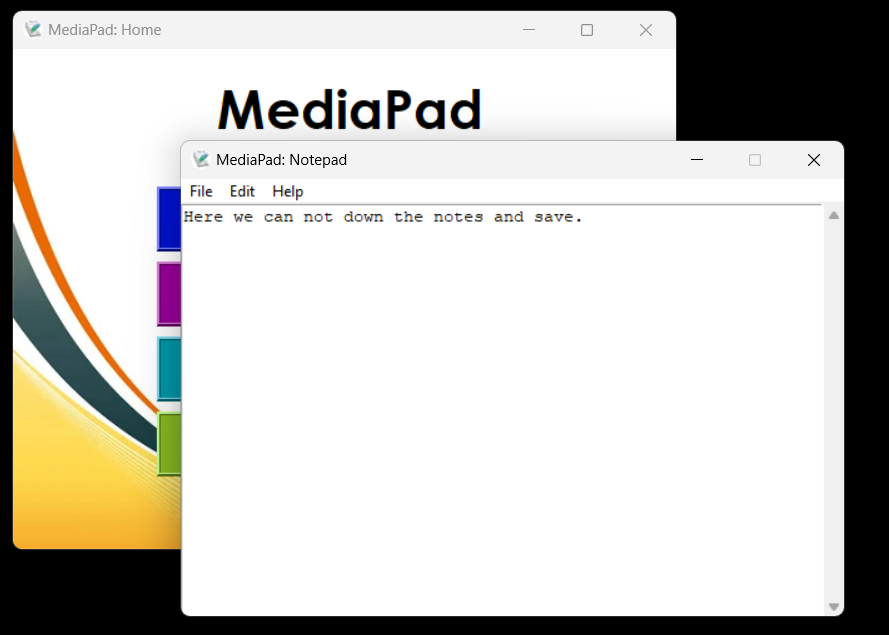 MediaPad: Home
MediaPad
MediaPad: Notepad
File Edit Help
Here we can not down the notes and save.